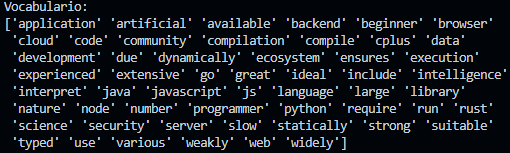 Vocabulario:
['application' 'artificial' 'available' 'backend' 'beginner' 'browser'
'cloud' 'code' 'community' 'compilation' 'compile' 'cplus' 'data'
'development' 'due' 'dynamically' 'ecosystem' 'ensures' 'execution'
'experienced' 'extensive' 'go' 'great' 'ideal' 'include' 'intelligence'
'interpret' 'java' 'javascript' 'js' 'language' 'large' 'library'
'nature' 'node' 'number' 'programmer' 'python' 'require' 'run' 'rust'
'science' 'security' 'server' 'slow' 'statically' 'strong' 'suitable'
'typed' 'use' 'various' 'weakly' 'web' 'widely']